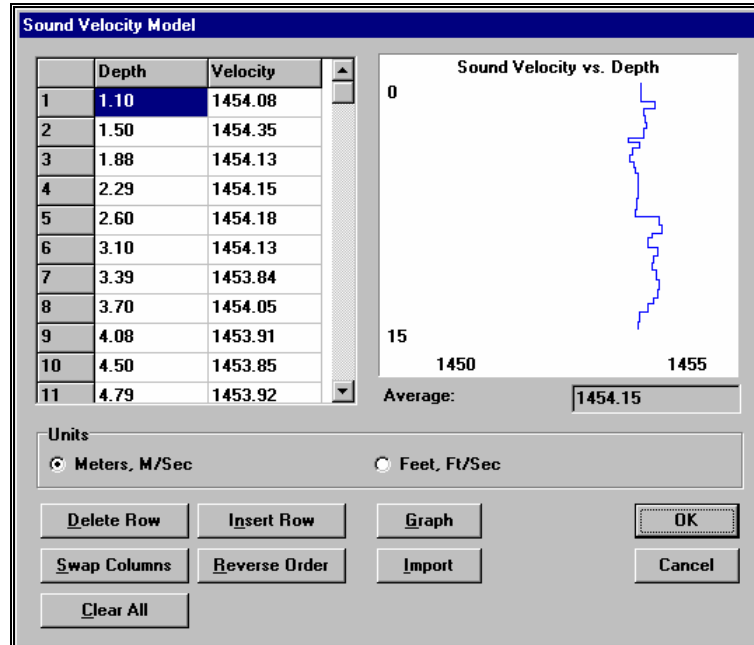 Sound Velocity Model
Depth Velocity
1 1.10 1454.08
2 1.50 1454.35
3 1.88 1454.13
4 2.29 1454.15
5 2.60 1454.18
6 3.10 1454.13
7 3.39 1453.84
8 3.70 1454.05
9 4.08 1453.91
10 4.50 1453.85
11 4.79 1453.92
Sound Velocity vs. Depth
0
15
1450 1455
Average: 1454.15
Units
Meters, M/Sec Feet, Ft/Sec
Delete Row Insert Row Graph OK
Swap Columns Reverse Order Import Cancel
Clear All